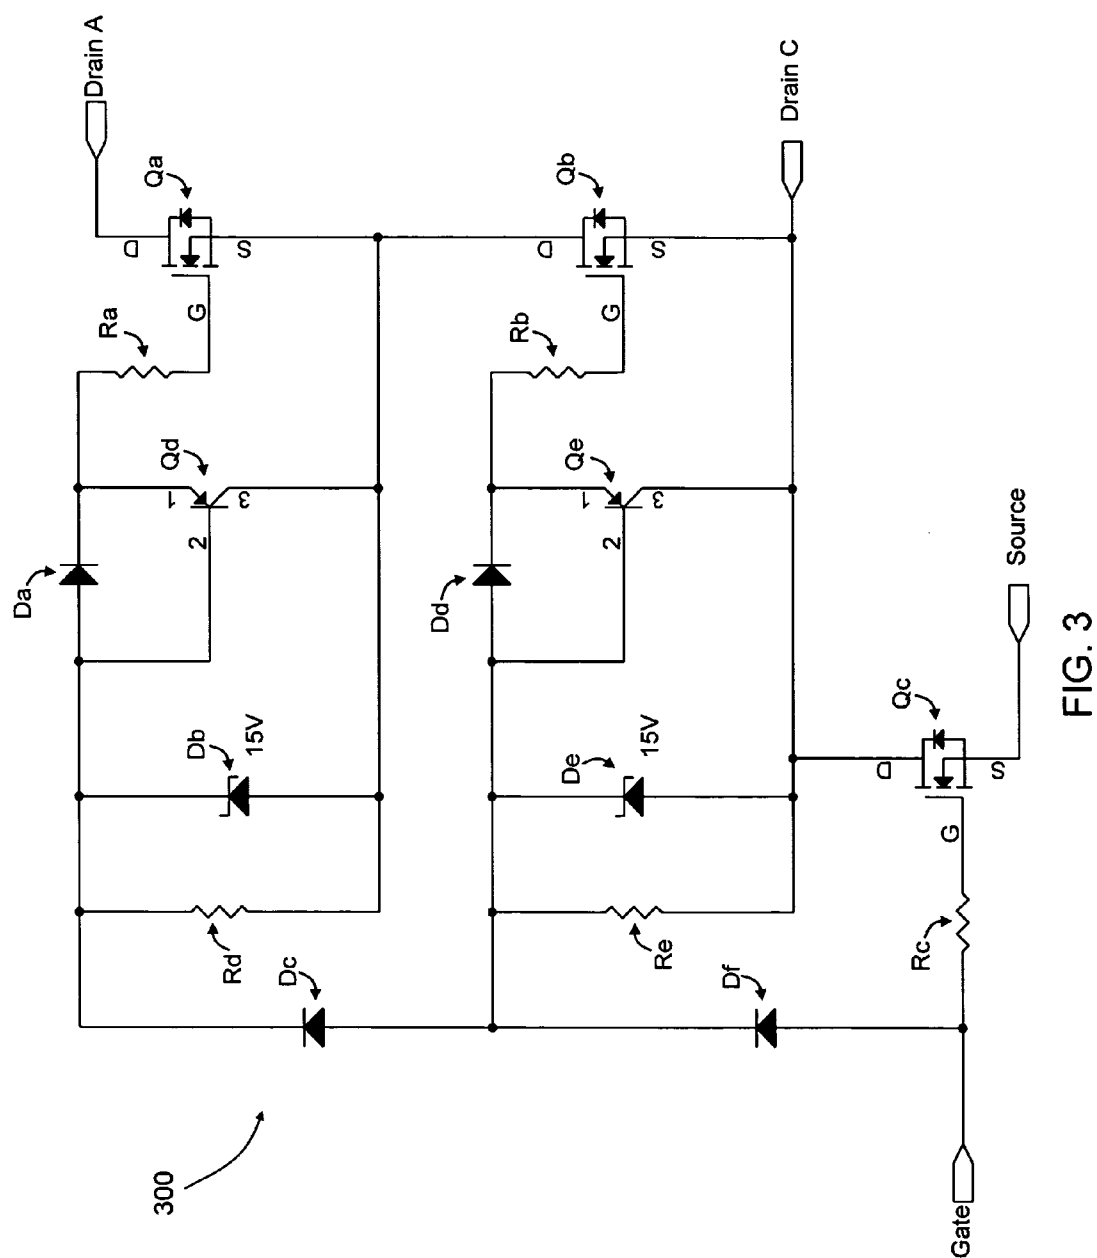 Drain A
Qa
D
S
G
Ra
Qd
1
2
3
Da
Db
15V
Rd
Dc
Qb
D
S
G
Rb
Qe
1
2
3
Dd
De
15V
Re
Df
Drain C
Source
Qc
D
S
G
Rc
Gate
300
FIG. 3